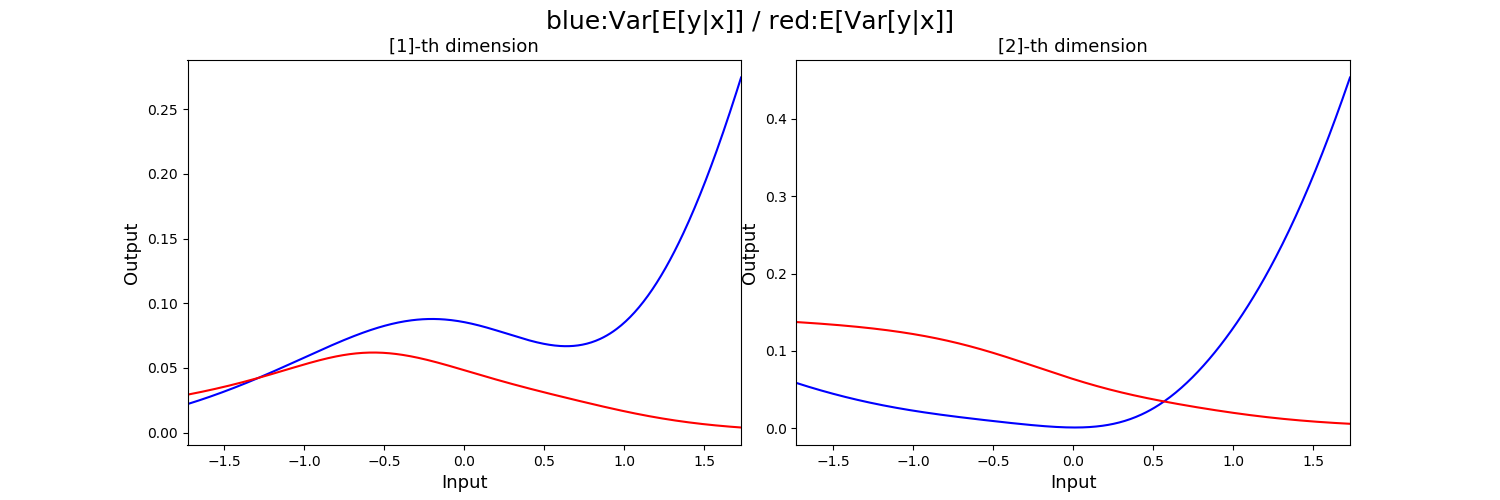 blue:Var[E[y|x]] / red:E[Var[y|x]]
[1]-th dimension
0.25
0.20
0.15
0.10
0.05
0.00
Output
−1.5 −1.0 −0.5 0.0 0.5 1.0 1.5
Input
[2]-th dimension
0.4
0.3
0.2
0.1
0.0
Output
−1.5 −1.0 −0.5 0.0 0.5 1.0 1.5
Input